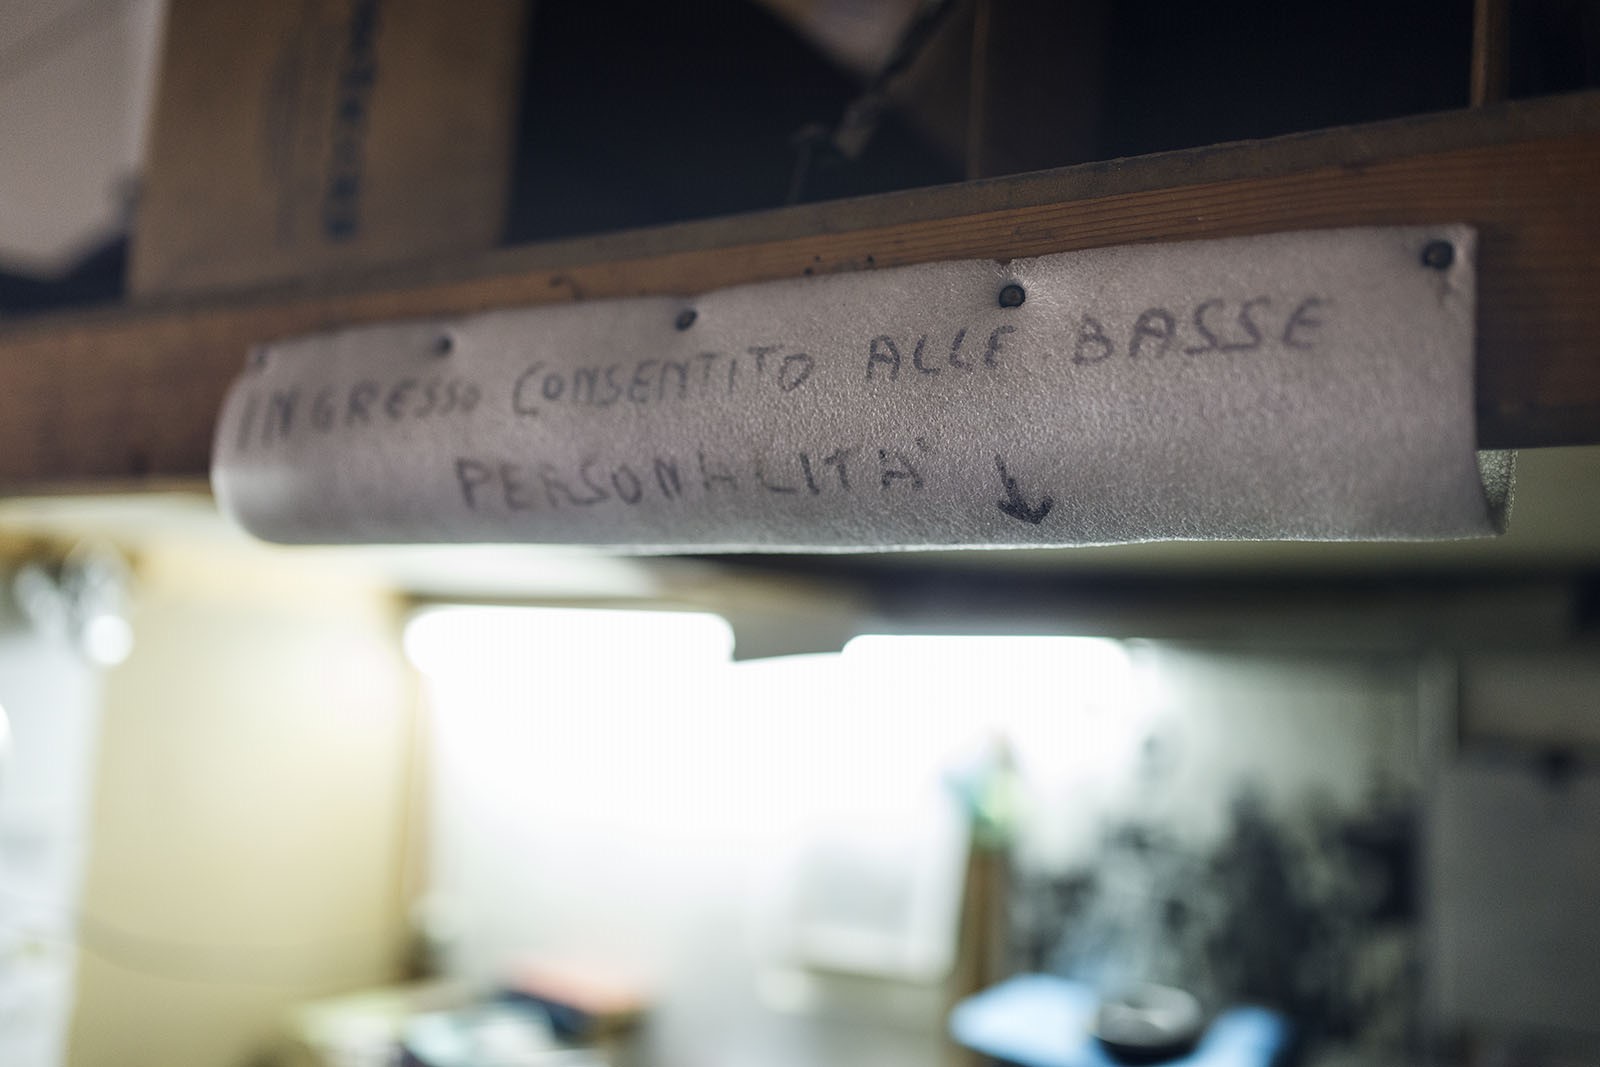 INGRESSO CONSENTITO ALLE BASSE
PERSONALITA'